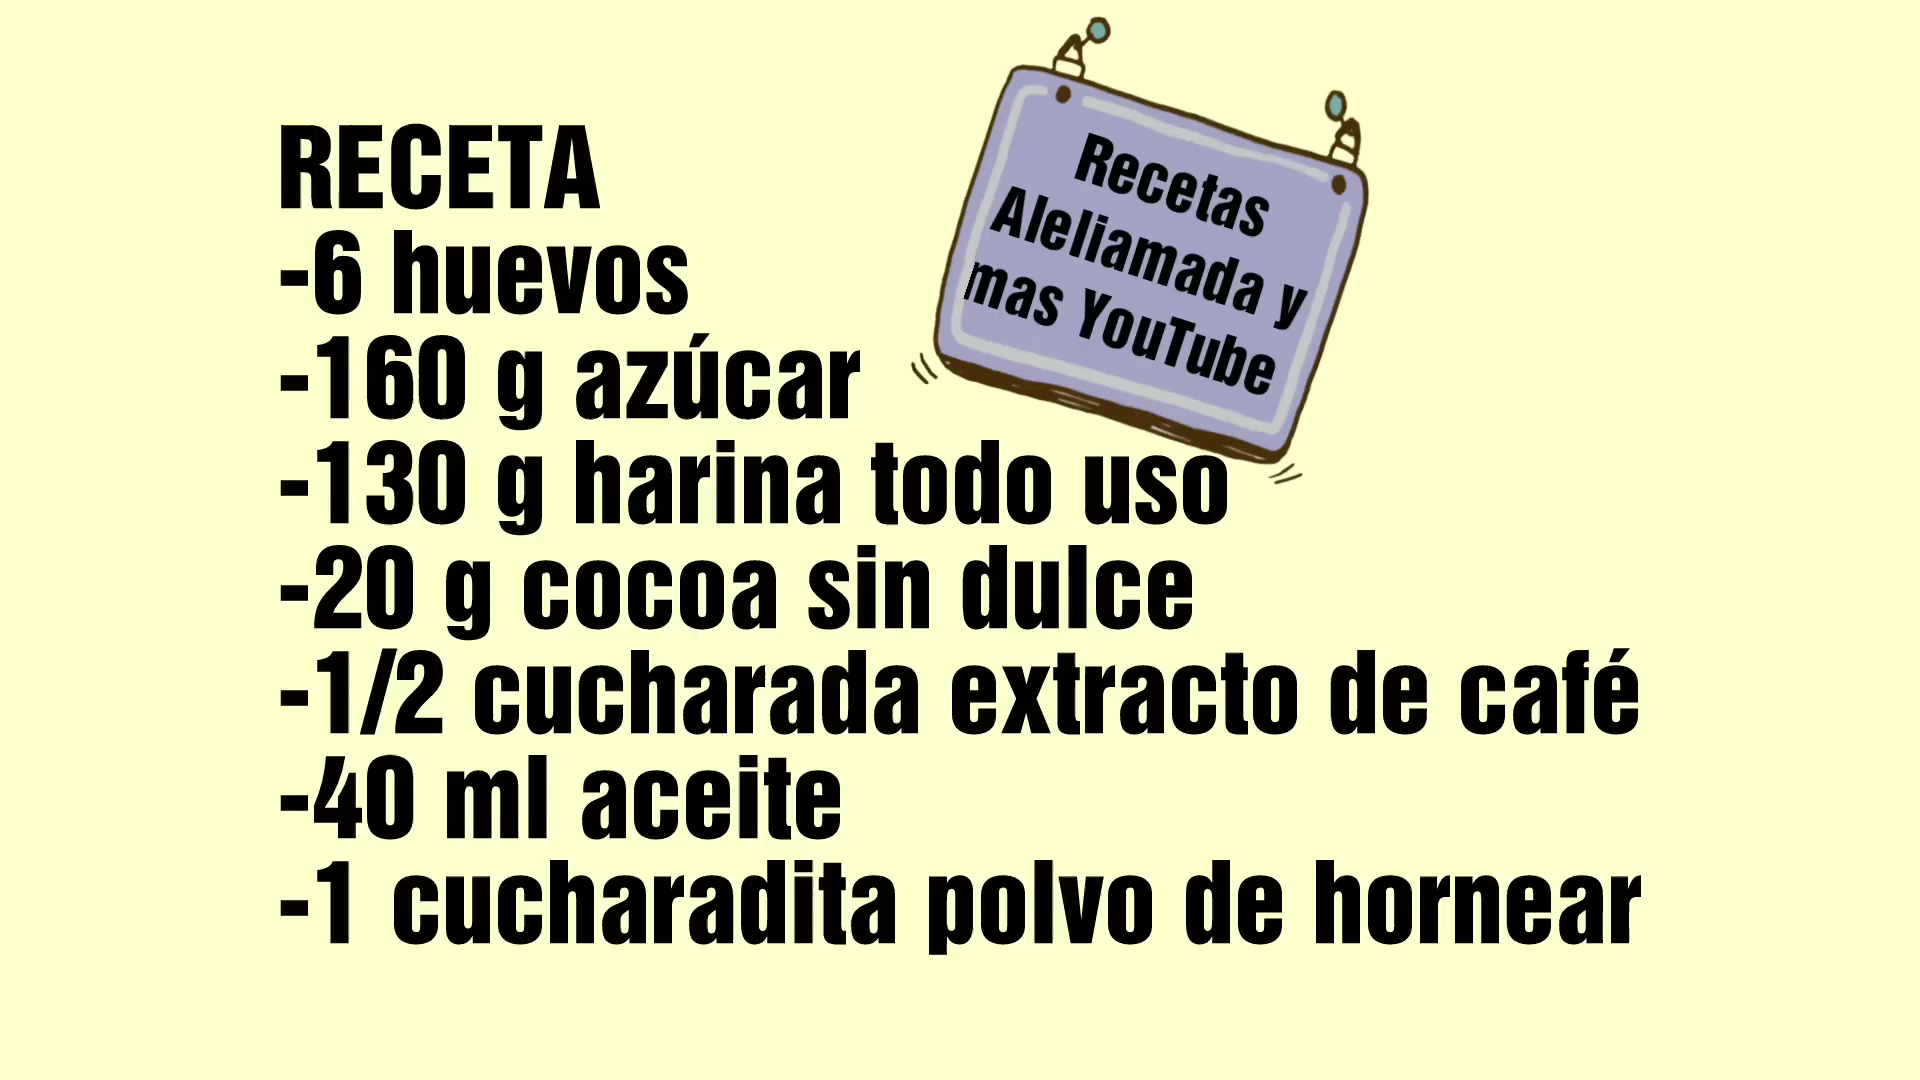 RECETA
-6 huevos
-160 g azúcar
-130 g harina todo uso
-20 g cocoa sin dulce
-1/2 cucharada extracto de café
-40 ml aceite
-1 cucharadita polvo de hornear
Recetas
Aleliamada y
mas YouTube